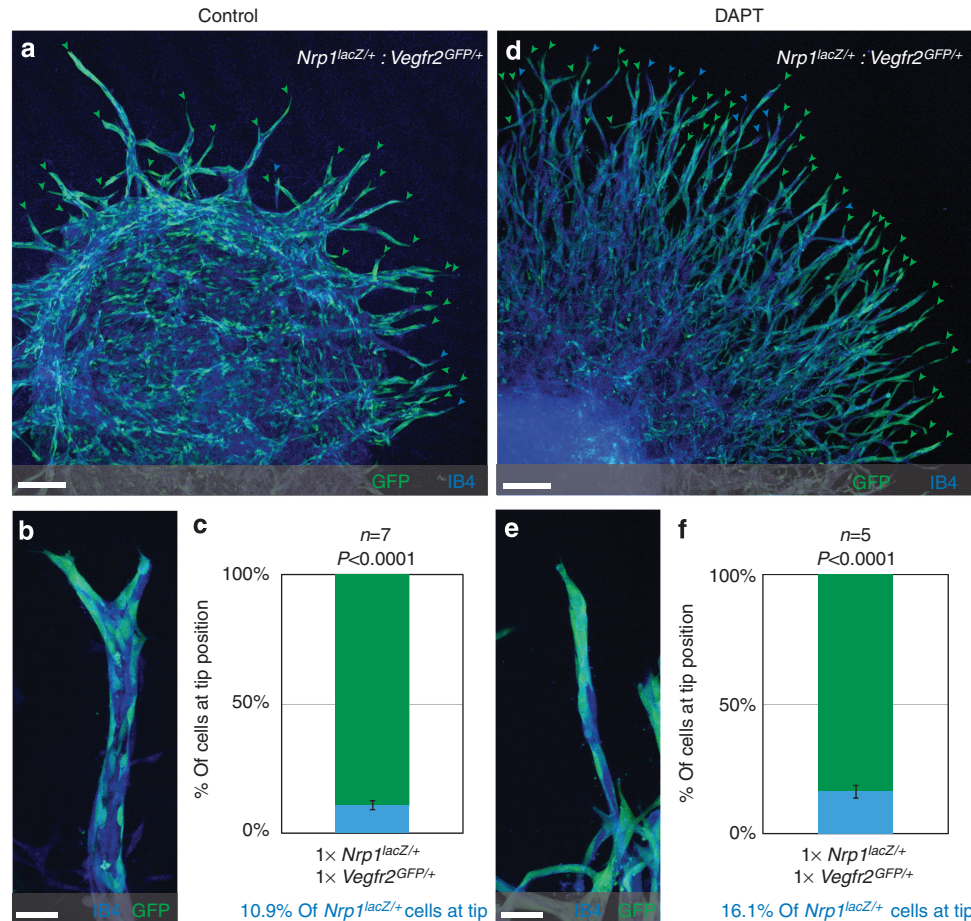 Control
DAPT
a
Nrp1lacZ/+ : Vegfr2GFP/+
GFP IB4
d
Nrp1lacZ/+ : Vegfr2GFP/+
GFP IB4
b
IB4 GFP
c
n=7
P<0.0001
% Of cells at tip position
100%
50%
0%
1× Nrp1lacZ/+
1× Vegfr2GFP/+
10.9% Of Nrp1lacZ/+ cells at tip
e
IB4 GFP
f
n=5
P<0.0001
% Of cells at tip position
100%
50%
0%
1× Nrp1lacZ/+
1× Vegfr2GFP/+
16.1% Of Nrp1lacZ/+ cells at tip